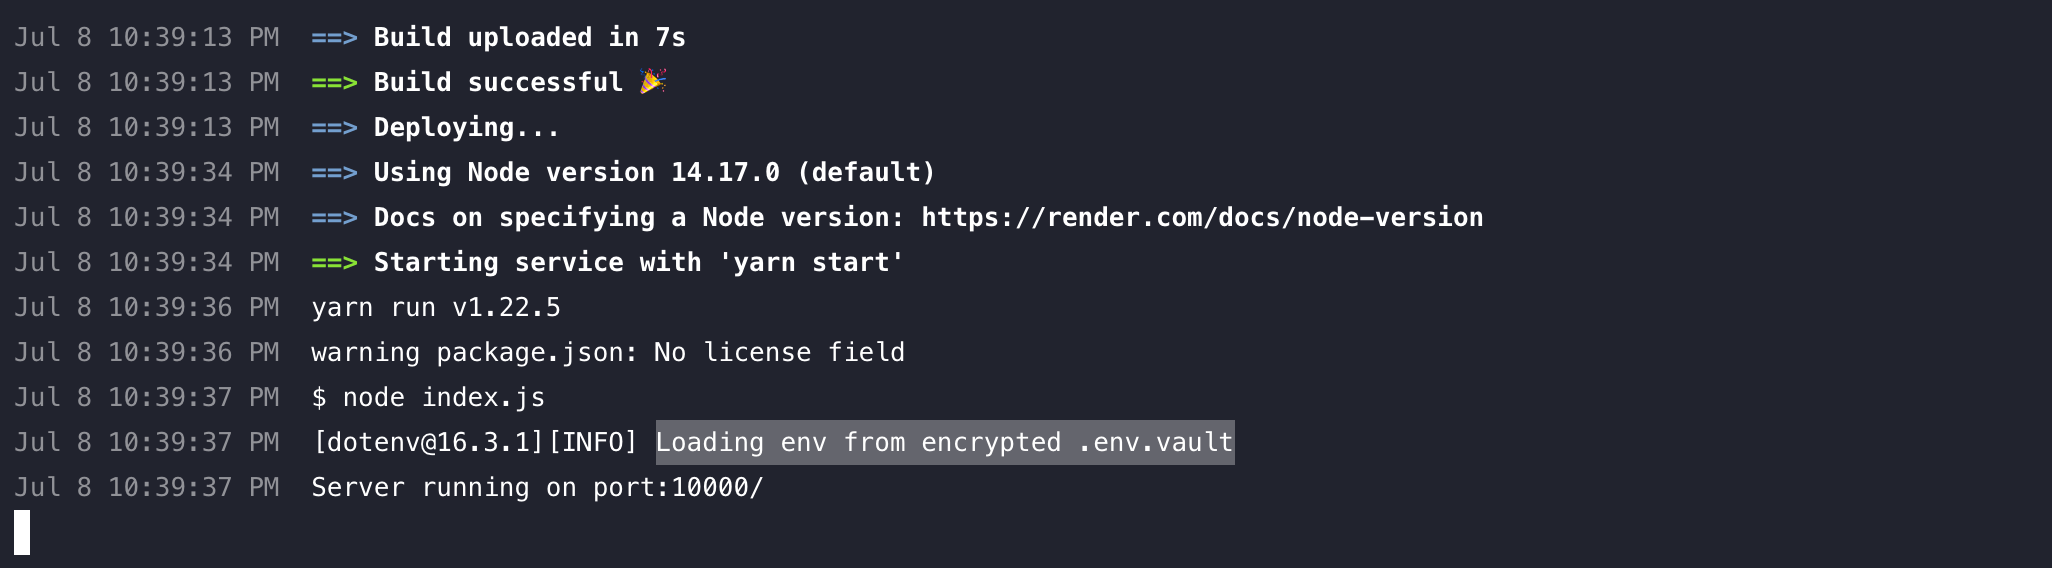 Jul 8 10:39:13 PM  ==> Build uploaded in 7s
Jul 8 10:39:13 PM  ==> Build successful 🎉
Jul 8 10:39:13 PM  ==> Deploying...
Jul 8 10:39:34 PM  ==> Using Node version 14.17.0 (default)
Jul 8 10:39:34 PM  ==> Docs on specifying a Node version: https://render.com/docs/node-version
Jul 8 10:39:34 PM  ==> Starting service with 'yarn start'
Jul 8 10:39:36 PM  yarn run v1.22.5
Jul 8 10:39:36 PM  warning package.json: No license field
Jul 8 10:39:37 PM  $ node index.js
Jul 8 10:39:37 PM  [dotenv@16.3.1][INFO] Loading env from encrypted .env.vault
Jul 8 10:39:37 PM  Server running on port:10000/